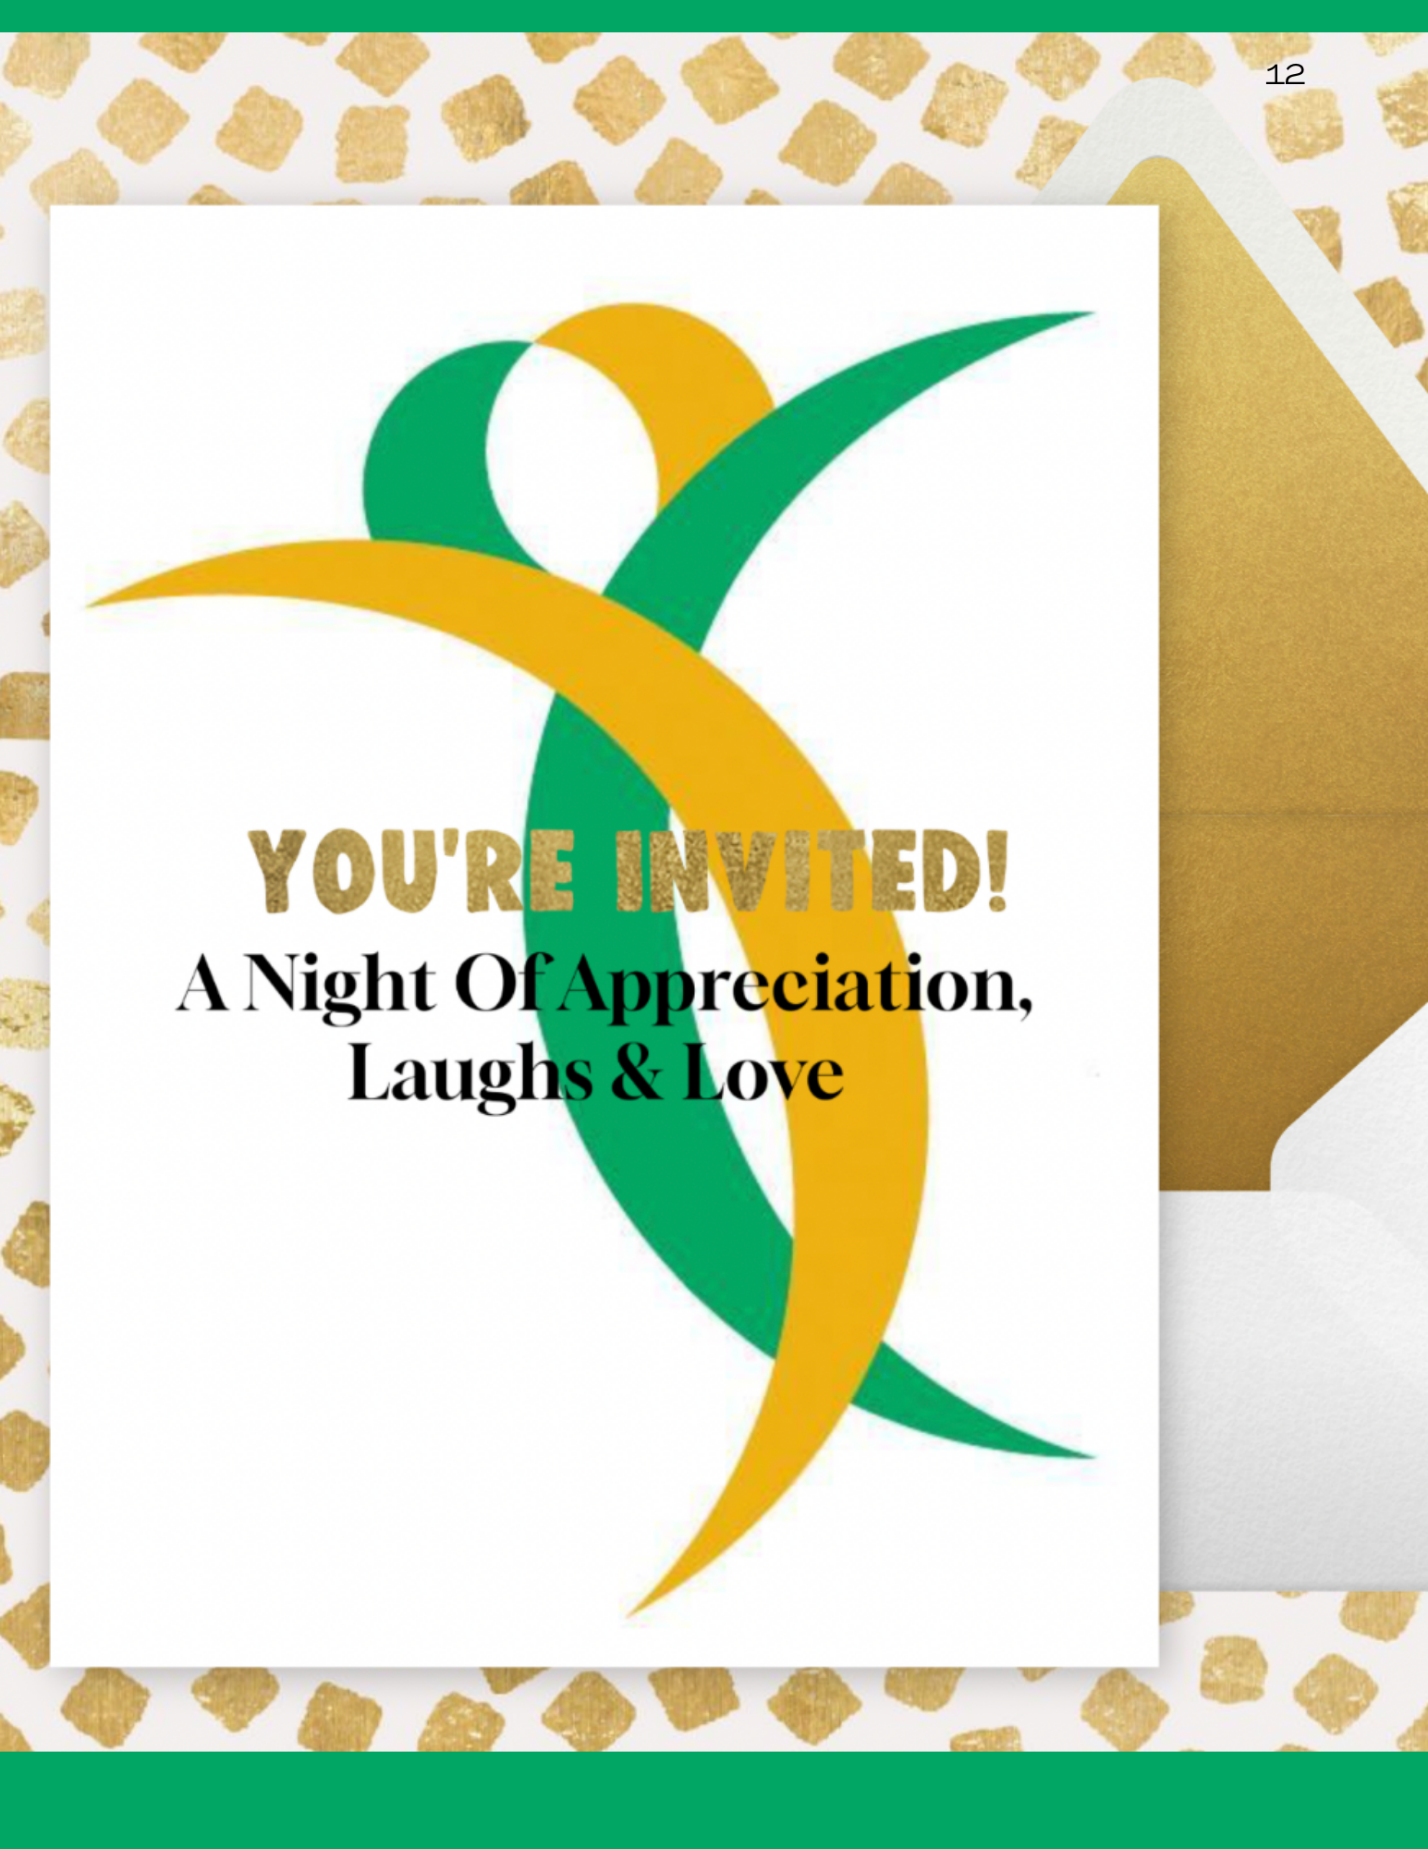 12
YOU'RE INVITED!
A Night Of Appreciation,
Laughs & Love